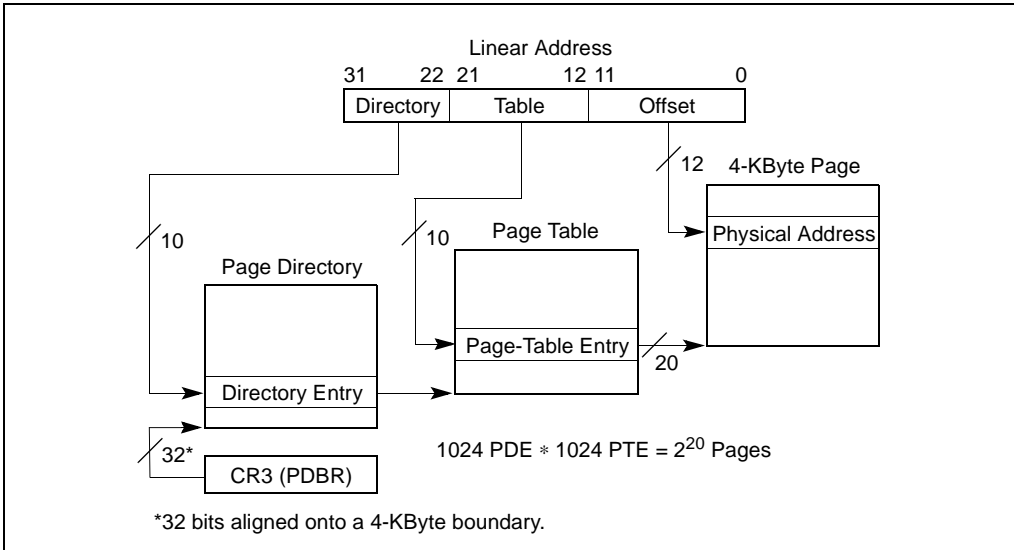 Linear Address
31 22 21 12 11 0
Directory Table Offset
12
4-KByte Page
Physical Address
10
10
Page Table
Page Directory
Page-Table Entry
20
Directory Entry
32*
1024 PDE ∗ 1024 PTE = 2²⁰ Pages
CR3 (PDBR)
*32 bits aligned onto a 4-KByte boundary.